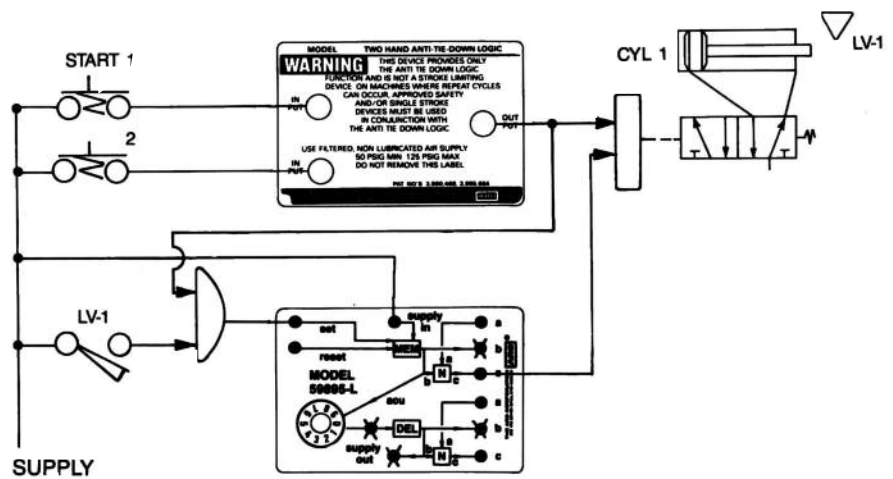 START 1
2
MODEL TWO HAND ANTI-TIE-DOWN LOGIC
WARNING
THIS DEVICE PROVIDES ONLY
THE ANTI TIE DOWN LOGIC
FUNCTION AND IS NOT A STROKE LIMITING
DEVICE ON MACHINES WHERE REPEAT CYCLES
CAN OCCUR, APPROVED SAFETY
AND/OR SINGLE STROKE
DEVICES MUST BE USED
IN CONJUNCTION WITH
THE ANTI TIE DOWN LOGIC
IN
PUT
OUT
PUT
USE FILTERED, NON LUBRICATED AIR SUPPLY
50 PSIG MIN 125 PSIG MAX
DO NOT REMOVE THIS LABEL
IN
PUT
CYL 1
LV-1
LV-1
set
supply
in
a
reset
MEM
a
b
b
N
c
MODEL
59895-L
a
DEL
a
b
supply
out
b
N
c
c
SUPPLY